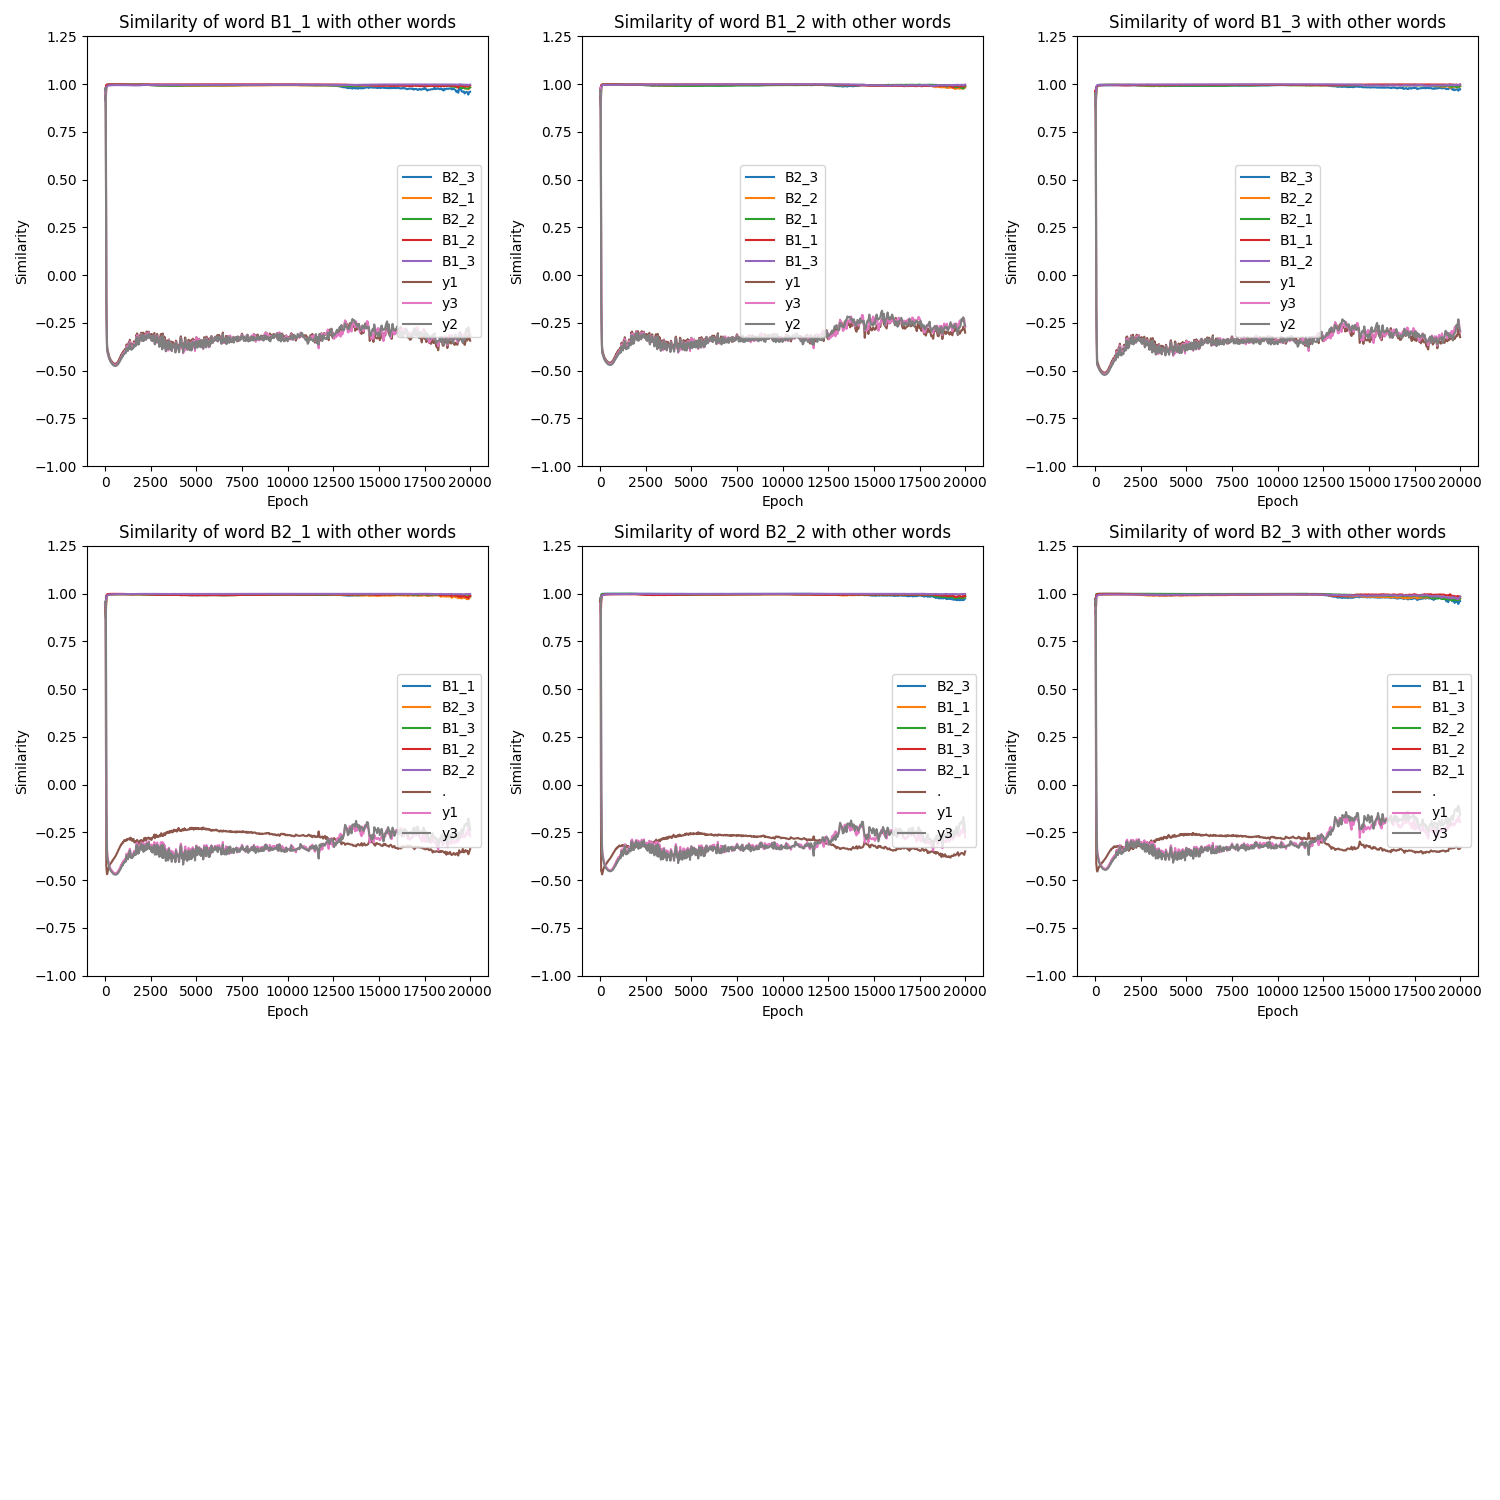 Similarity of word B1_1 with other words
1.25
1.00
0.75
0.50
0.25
0.00
−0.25
−0.50
−0.75
−1.00
Similarity
0 2500 5000 7500 10000 12500 15000 17500 20000
Epoch
B2_3
B2_1
B2_2
B1_2
B1_3
y1
y3
y2
Similarity of word B1_2 with other words
1.25
1.00
0.75
0.50
0.25
0.00
−0.25
−0.50
−0.75
−1.00
Similarity
0 2500 5000 7500 10000 12500 15000 17500 20000
Epoch
B2_3
B2_2
B2_1
B1_1
B1_3
y1
y3
y2
Similarity of word B1_3 with other words
1.25
1.00
0.75
0.50
0.25
0.00
−0.25
−0.50
−0.75
−1.00
Similarity
0 2500 5000 7500 10000 12500 15000 17500 20000
Epoch
B2_3
B2_2
B2_1
B1_1
B1_2
y1
y3
y2
Similarity of word B2_1 with other words
1.25
1.00
0.75
0.50
0.25
0.00
−0.25
−0.50
−0.75
−1.00
Similarity
0 2500 5000 7500 10000 12500 15000 17500 20000
Epoch
B1_1
B2_3
B1_3
B1_2
B2_2
.
y1
y3
Similarity of word B2_2 with other words
1.25
1.00
0.75
0.50
0.25
0.00
−0.25
−0.50
−0.75
−1.00
Similarity
0 2500 5000 7500 10000 12500 15000 17500 20000
Epoch
B2_3
B1_1
B1_2
B1_3
B2_1
.
y1
y3
Similarity of word B2_3 with other words
1.25
1.00
0.75
0.50
0.25
0.00
−0.25
−0.50
−0.75
−1.00
Similarity
0 2500 5000 7500 10000 12500 15000 17500 20000
Epoch
B1_1
B1_3
B2_2
B1_2
B2_1
.
y1
y3